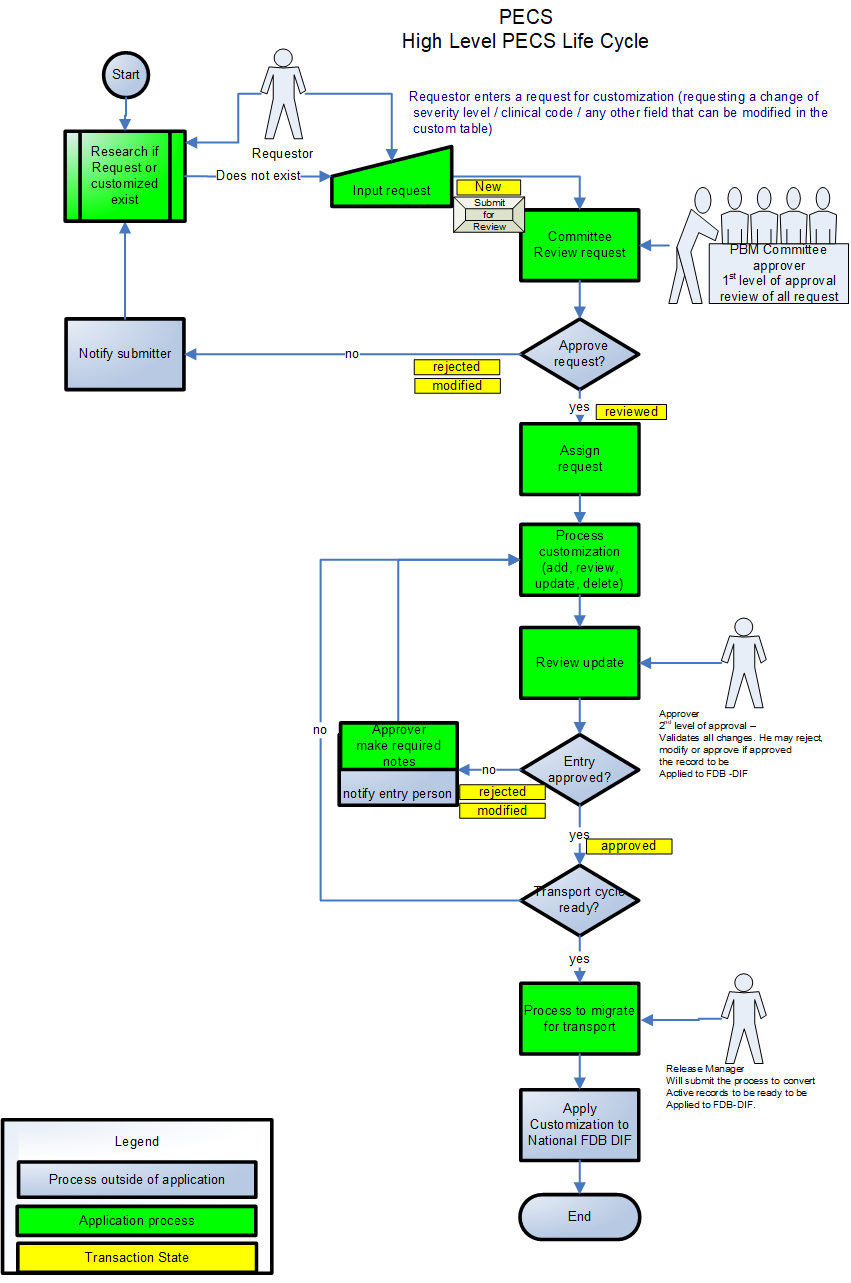 PECS
High Level PECS Life Cycle
Start
Requestor enters a request for customization (requesting a change of
severity level / clinical code / any other field that can be modified in the
custom table)
Research if
Request or
customized
exist
Requestor
Does not exist
Input request
New
Submit
for
Review
Committee
Review request
PBM Committee
approver
1st level of approval
review of all request
Notify submitter
no
Approve
request?
rejected
modified
yes
reviewed
Assign
request
Process
customization
(add, review,
update, delete)
Review update
Approver
2nd level of approval –
Validates all changes. He may reject,
modify or approve if approved
the record to be
Applied to FDB -DIF
no
Approver
make required
notes
notify entry person
no
Entry
approved?
rejected
modified
yes
approved
Transport cycle
ready?
yes
Process to migrate
for transport
Release Manager
Will submit the process to convert
Active records to be ready to be
Applied to FDB-DIF.
Apply
Customization to
National FDB DIF
End
Legend
Process outside of application
Application process
Transaction State